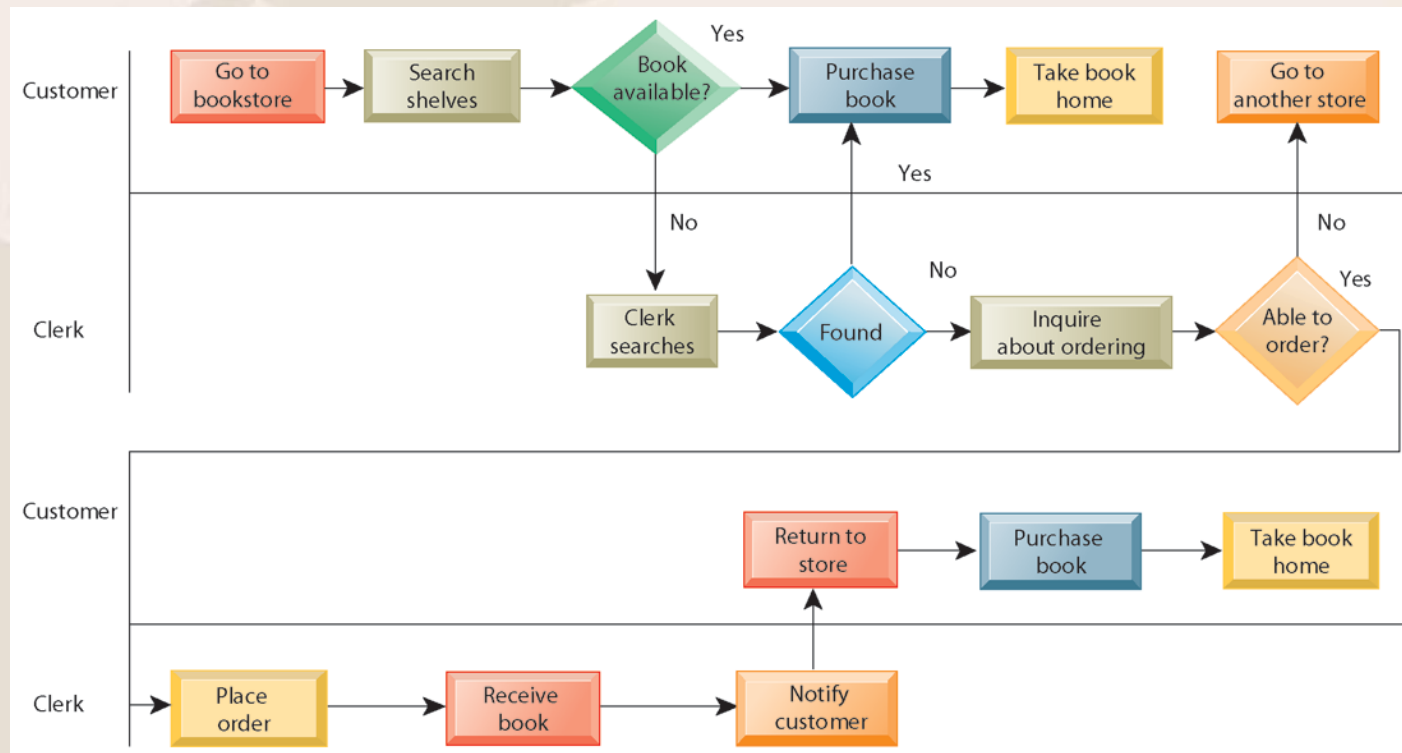 Customer
Go to
bookstore
Search
shelves
Book
available?
Yes
Purchase
book
Take book
home
Go to
another store
No
Yes
No
Clerk
Clerk
searches
Found
No
Inquire
about ordering
Able to
order?
Yes
Customer
Return to
store
Purchase
book
Take book
home
Clerk
Place
order
Receive
book
Notify
customer